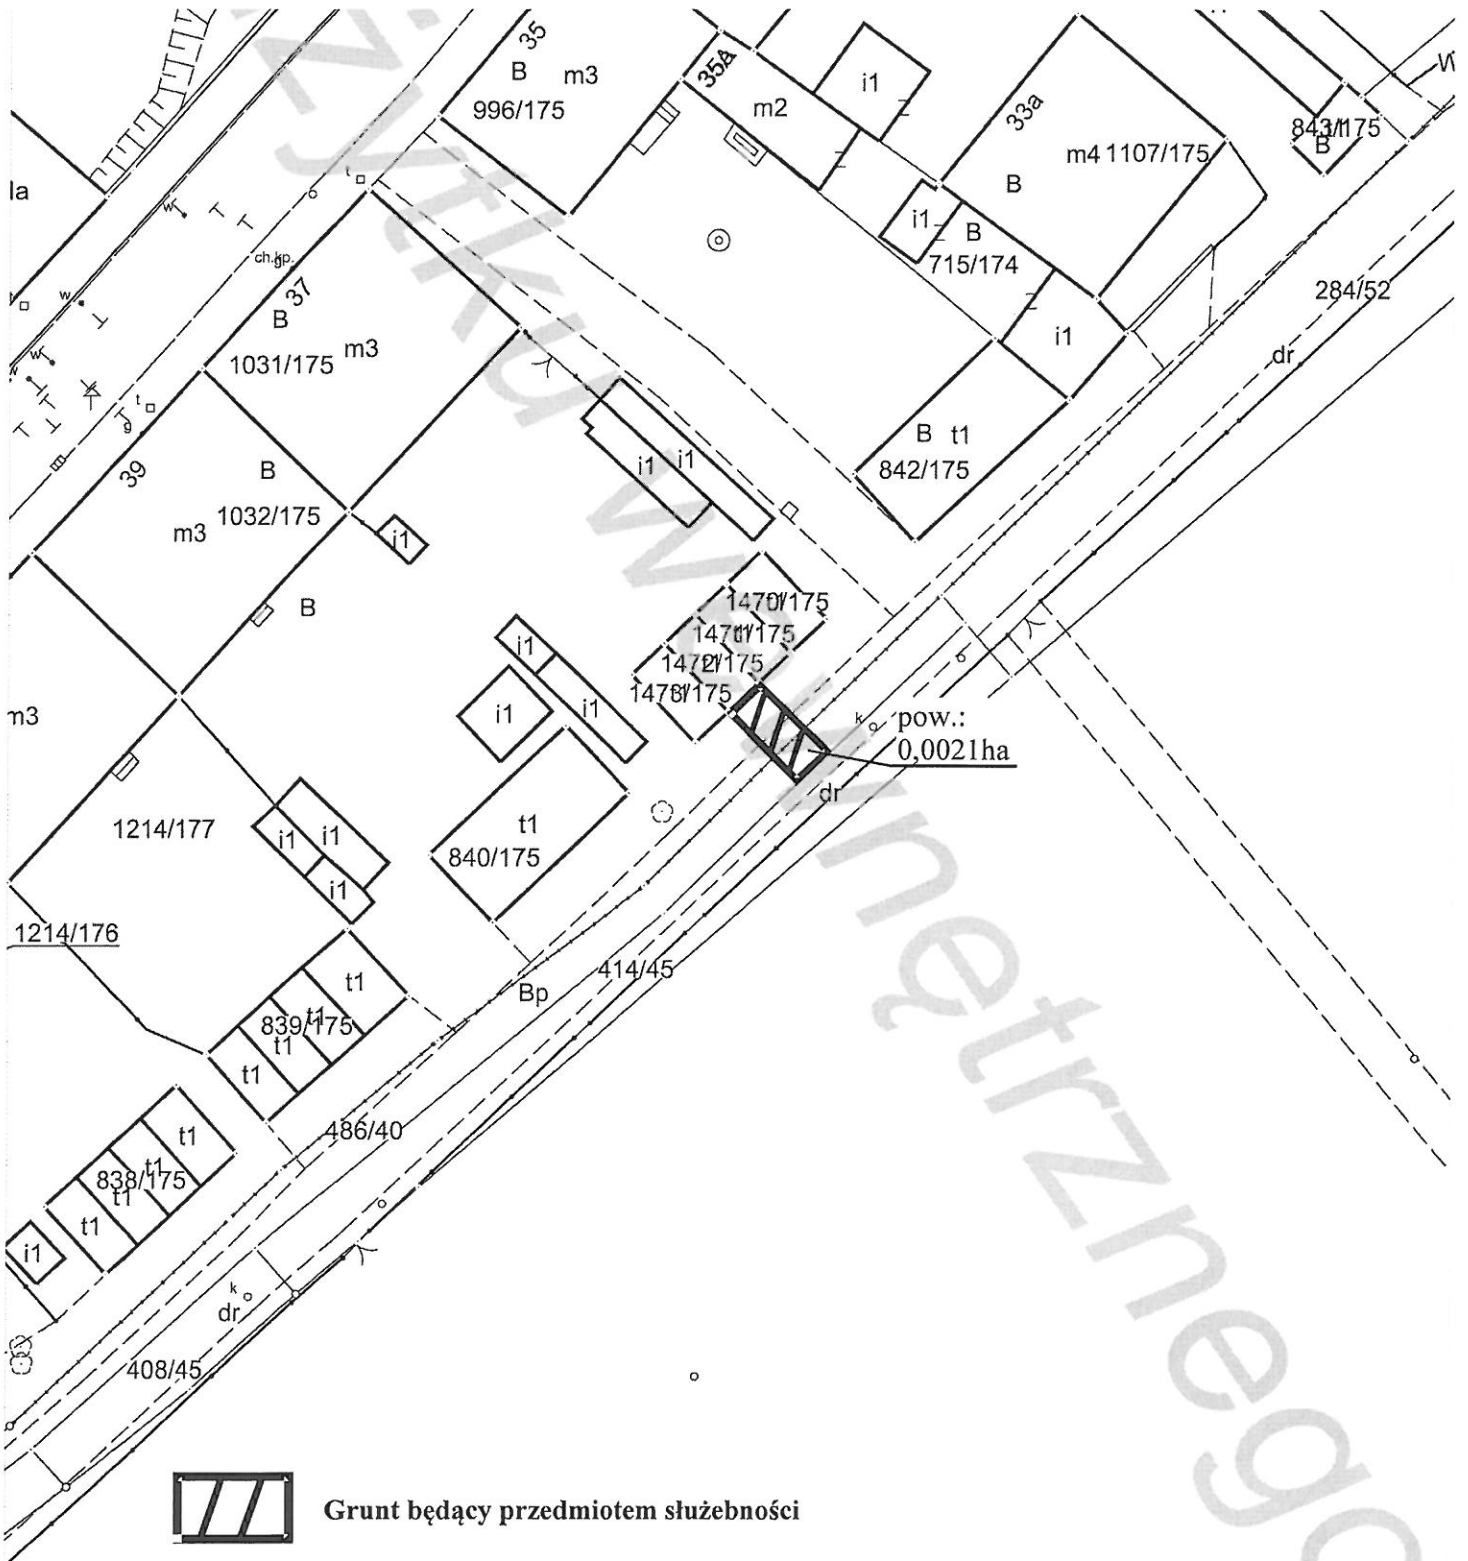 35
B
m3
996/175
35A
m2
i1
33a
m4 1107/175
B
843/175
B
la
i1
B
715/174
i1
284/52
dr
t
w
ch.kp.
g
37
B
1031/175
m3
w
w
w
t
g
39
B
1032/175
m3
i1
B
i1
i1
B
t1
842/175
1470/175
1471/175
1472/175
1473/175
i1
i1
i1
m3
k
pow.:
0,0021ha
dr
t1
840/175
1214/177
i1
i1
i1
1214/176
414/45
Bp
t1
t1
839/175
t1
t1
486/40
t1
t1
838/175
t1
t1
i1
k
dr
408/45
użytku wewnętrznego
Grunt będący przedmiotem służebności